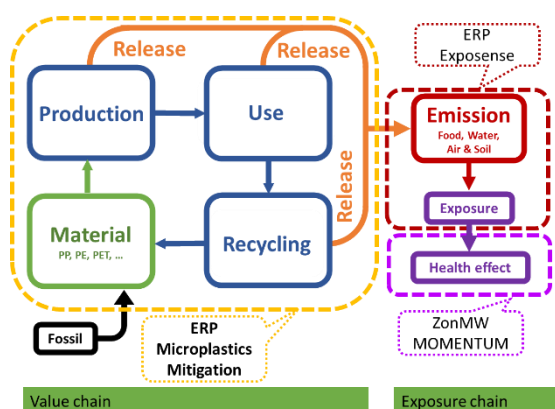 Release
Release
ERP
Exposense
Production
Use
Emission
Food, Water,
Air & Soil
Release
Exposure
Material
PP, PE, PET, ...
Recycling
Health effect
Fossil
ERP
Microplastics
Mitigation
ZonMW
MOMENTUM
Value chain
Exposure chain